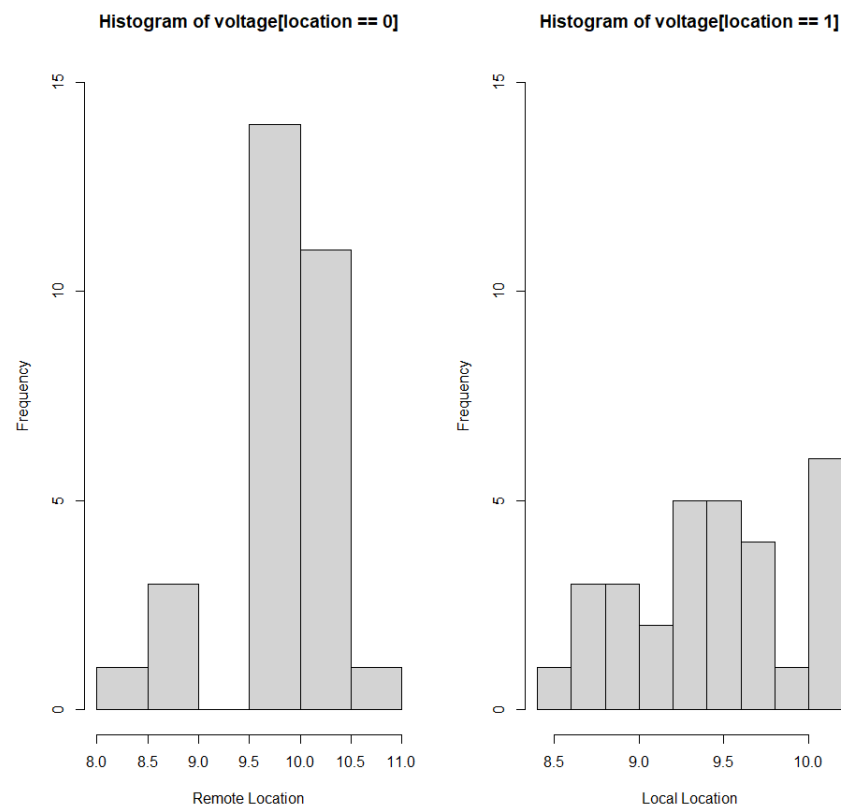 Histogram of voltage[location == 0]
Histogram of voltage[location == 1]
Frequency
15
10
5
0
8.0 8.5 9.0 9.5 10.0 10.5 11.0
Remote Location
Frequency
15
10
5
0
8.5 9.0 9.5 10.0
Local Location